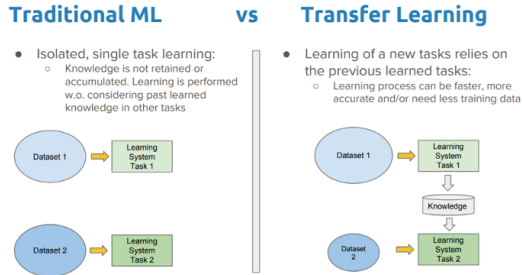 Traditional ML vs Transfer Learning
● Isolated, single task learning:
○ Knowledge is not retained or
accumulated. Learning is performed
w.o. considering past learned
knowledge in other tasks
Dataset 1
Learning
System
Task 1
Dataset 2
Learning
System
Task 2
● Learning of a new tasks relies on
the previous learned tasks:
○ Learning process can be faster, more
accurate and/or need less training data
Dataset 1
Learning
System
Task 1
Knowledge
Dataset
2
Learning
System
Task 2